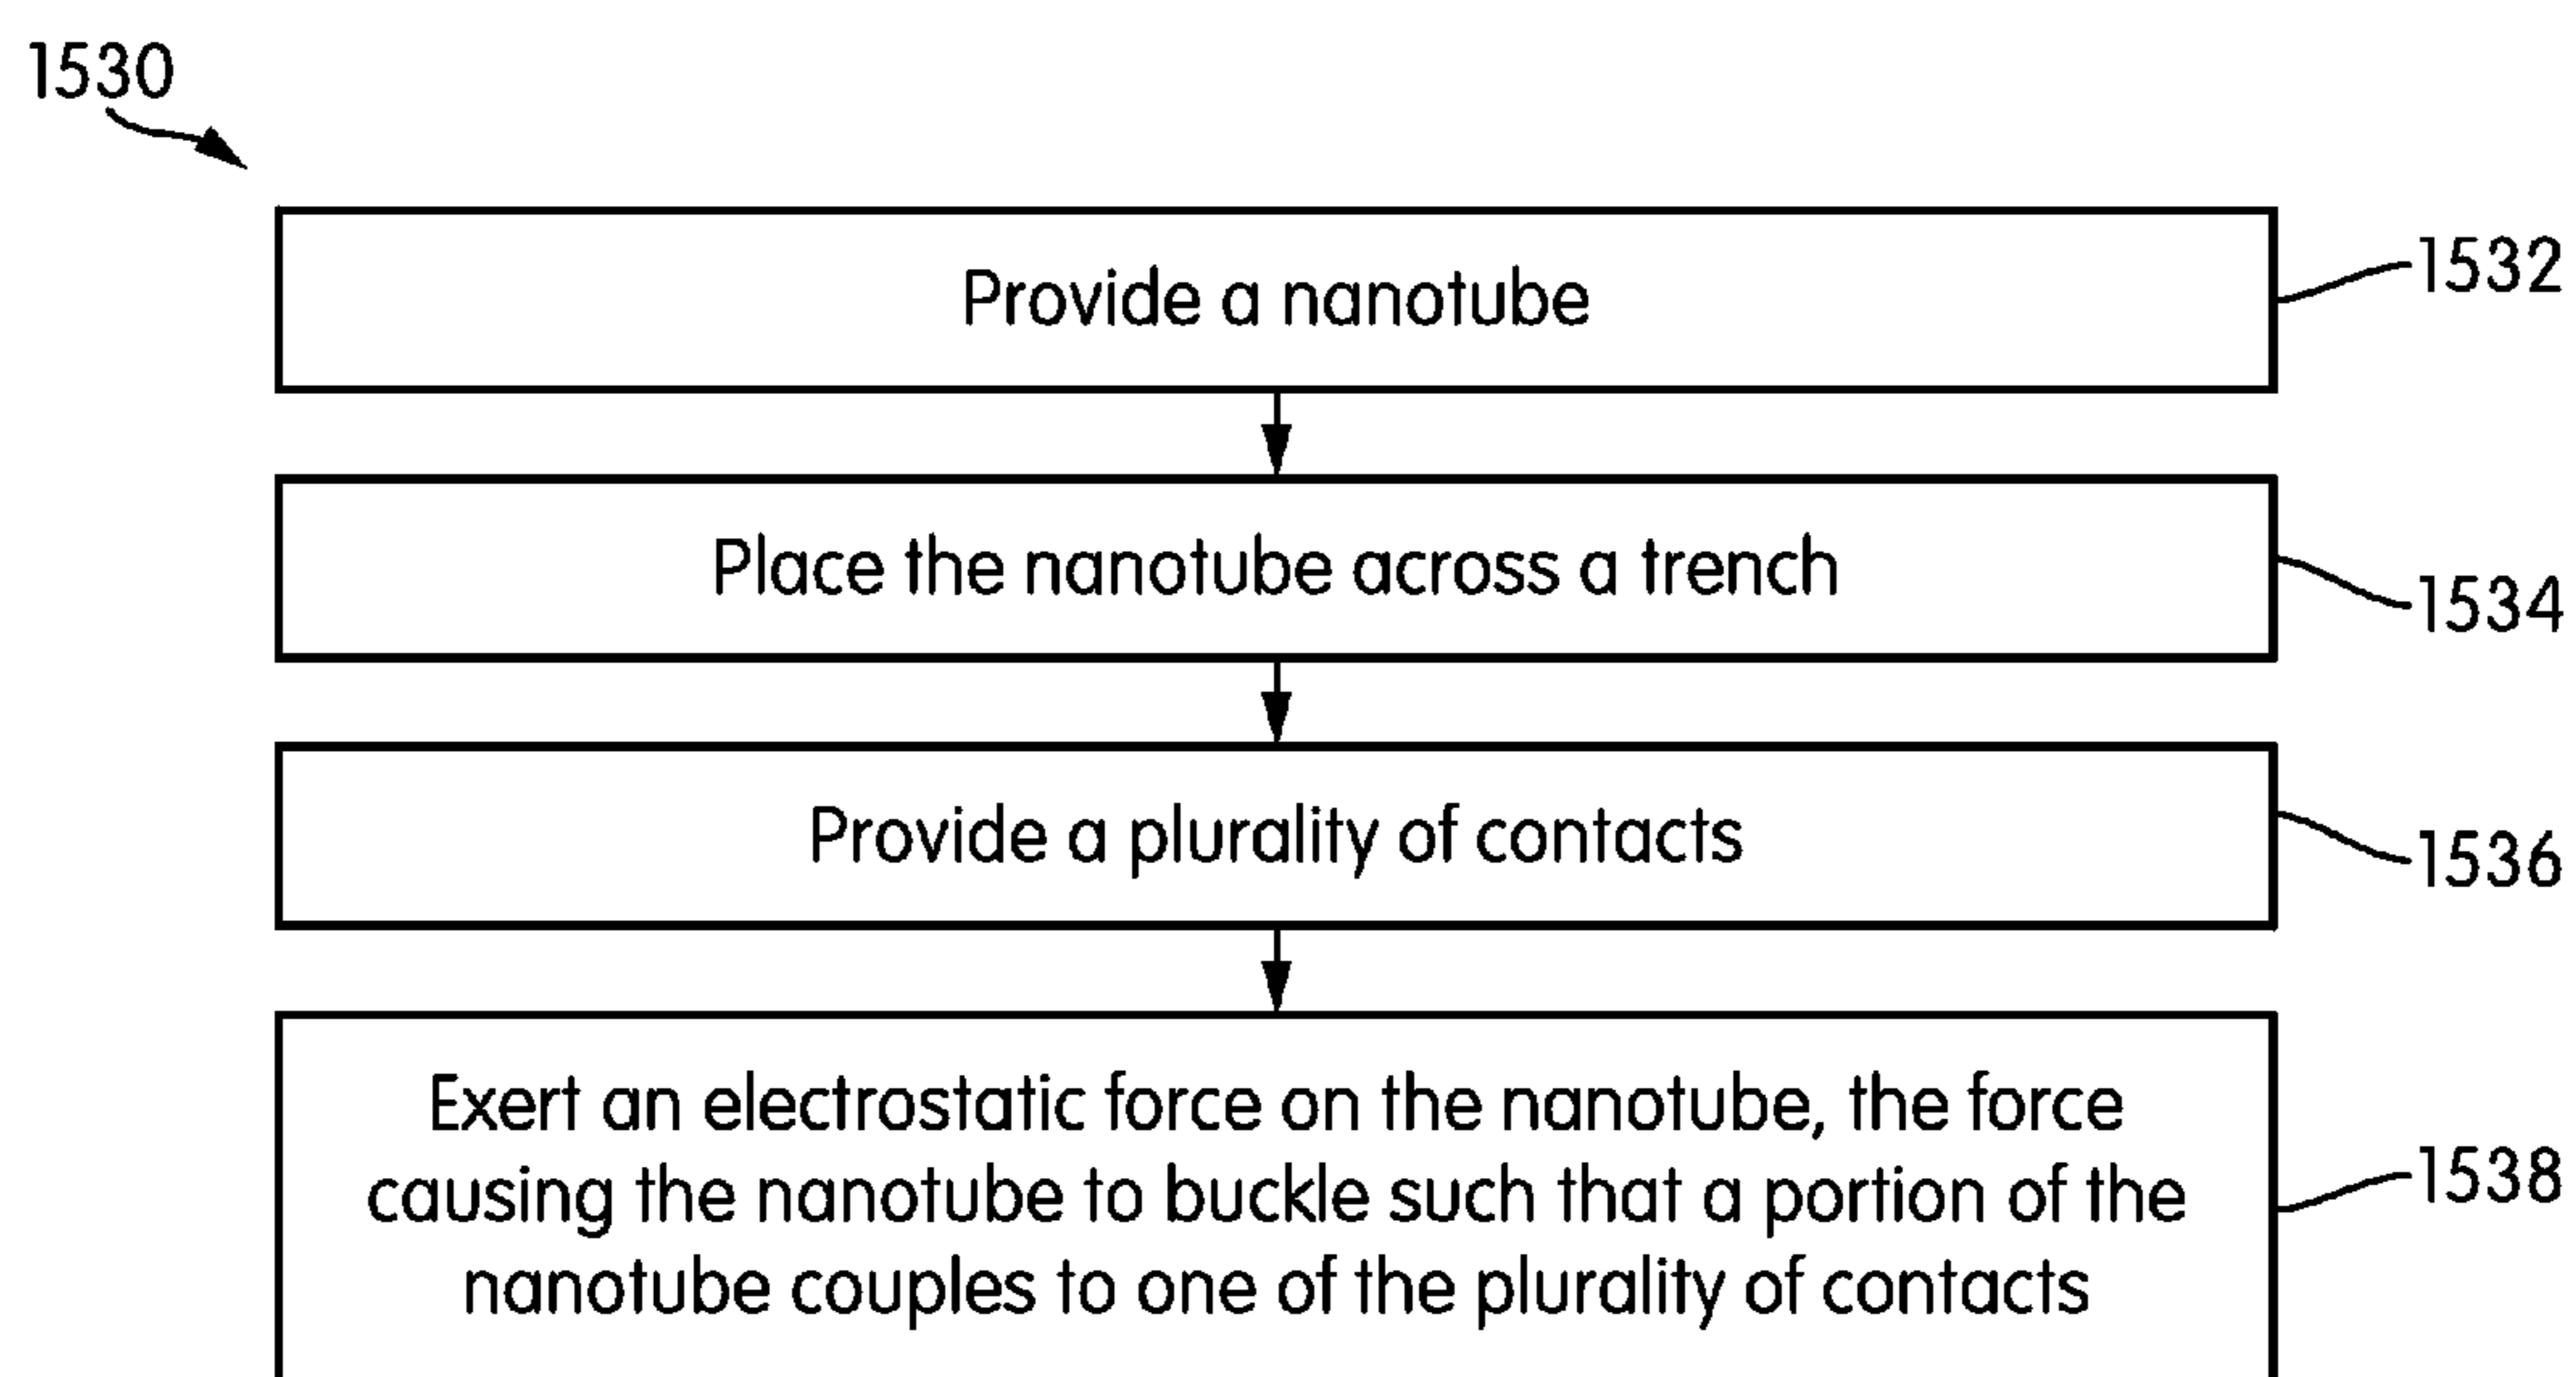 1530
Provide a nanotube
1532
Place the nanotube across a trench
1534
Provide a plurality of contacts
1536
Exert an electrostatic force on the nanotube, the force
causing the nanotube to buckle such that a portion of the
nanotube couples to one of the plurality of contacts
1538